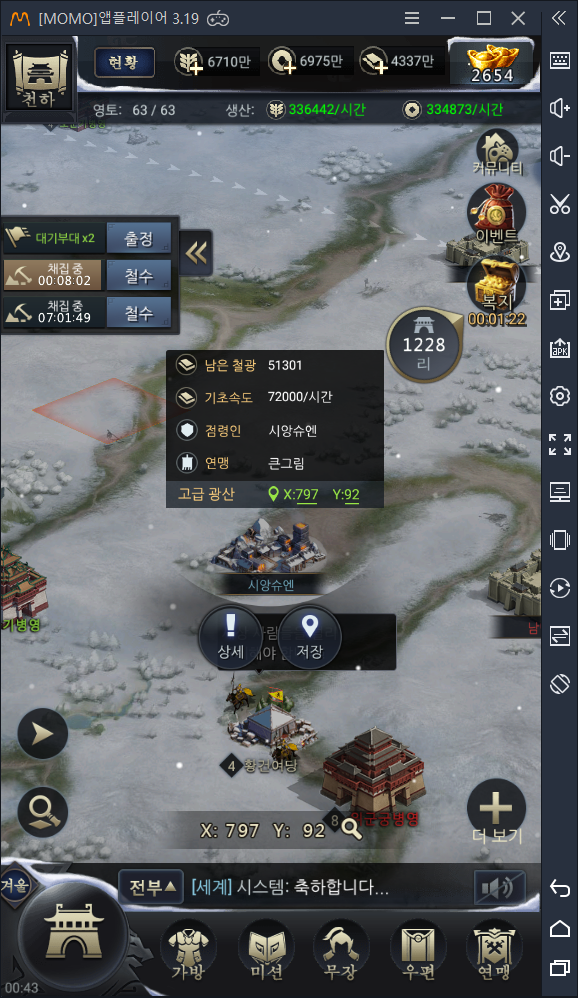 [MOMO]앱플레이어 3.19
천하
현황
6710만
6975만
4337만
2654
영토: 63 / 63
생산:
336442/시간
334873/시간
커뮤니티
대기부대 x2
출정
채집 중
00:08:02
철수
채집 중
07:01:49
철수
이벤트
복지
00:01:22
1228
리
남은 철광 51301
기초속도 72000/시간
점령인 시앙슈엔
연맹 큰그림
고급 광산 X:797 Y:92
시앙슈엔
기병영
상세
저장
4 황건여당
8
X: 797 Y: 92
더 보기
겨울
전부
[세계] 시스템: 축하합니다...
00:43
가방
미션
무장
우편
연맹
APK